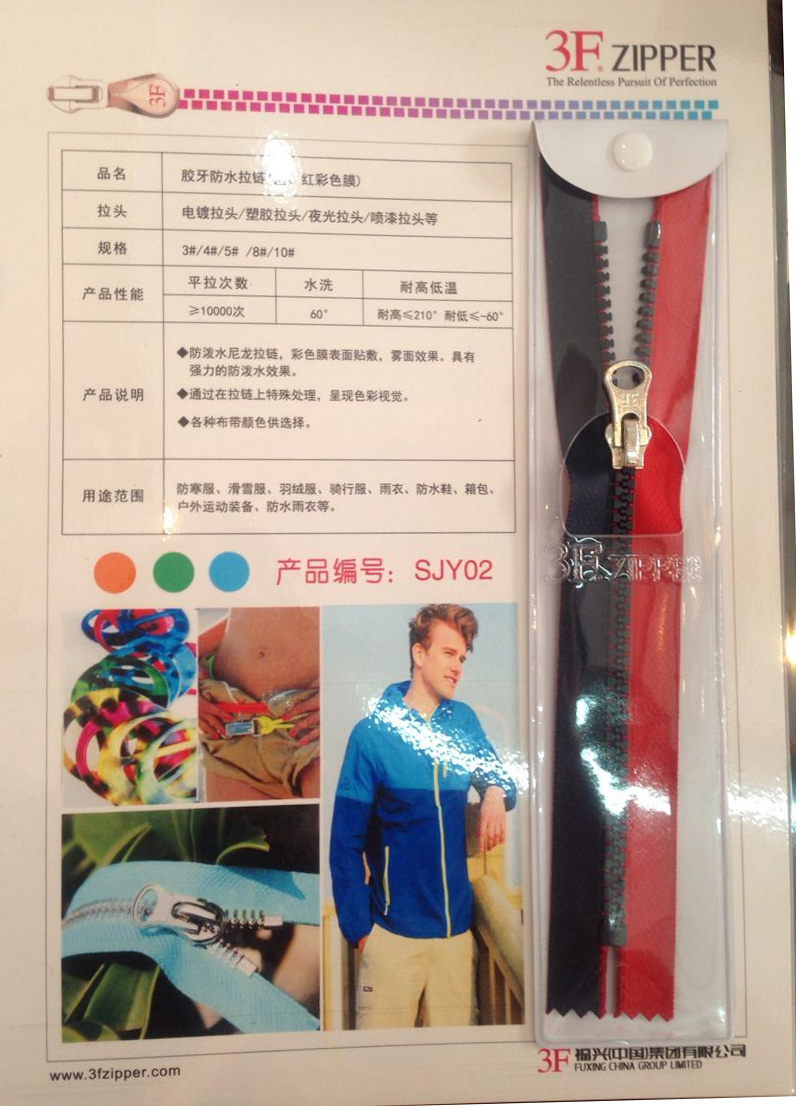 3F® ZIPPER
The Relentless Pursuit Of Perfection
3F
品名 胶牙防水拉链 红彩色膜)
拉头 电镀拉头/塑胶拉头/夜光拉头/喷漆拉头等
规格 3#/4#/5# /8#/10#
产品性能 平拉次数 水洗 耐高低温
≥10000次 60° 耐高≤210° 耐低≤-60°
产品说明
◆防泼水尼龙拉链,彩色膜表面贴敷,雾面效果。具有
强力的防泼水效果。
◆通过在拉链上特殊处理,呈现色彩视觉。
◆各种布带颜色供选择。
用途范围 防寒服、滑雪服、羽绒服、骑行服、雨衣、防水鞋、箱包、
户外运动装备、防水雨衣等。
产品编号:SJY02
3F ZIPPER
www.3fzipper.com
3F 振兴(中国)集团有限公司
FUXING CHINA GROUP LIMITED